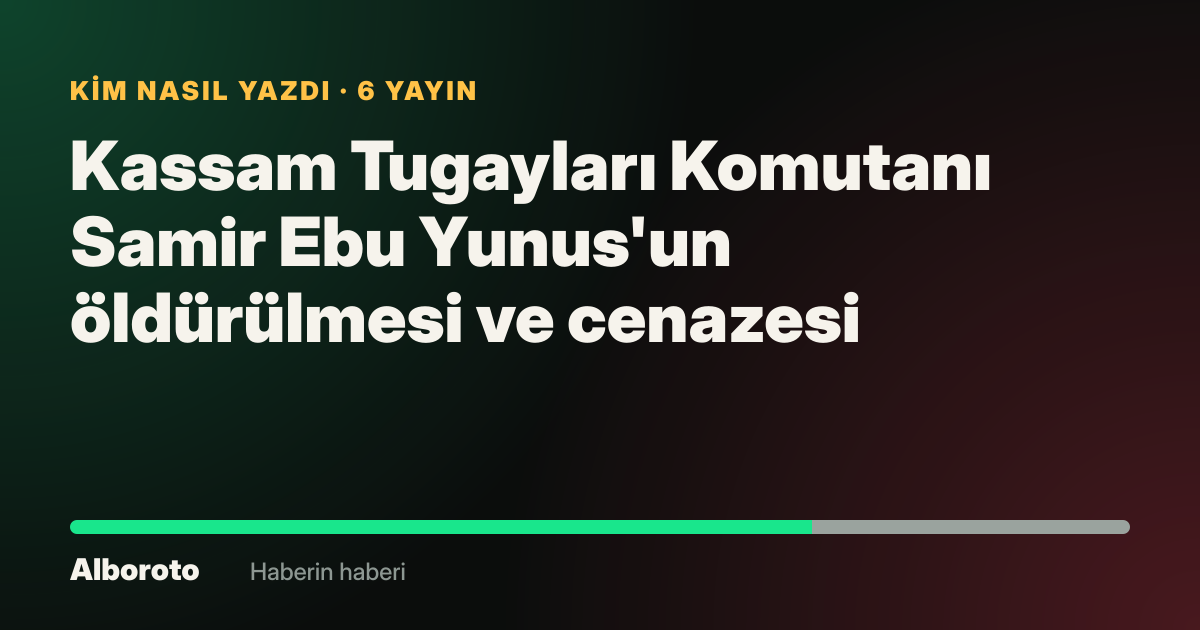 KİM NASIL YAZDI · 6 YAYIN
Kassam Tugayları Komutanı
Samir Ebu Yunus'un
öldürülmesi ve cenazesi
Alboroto
Haberin haberi